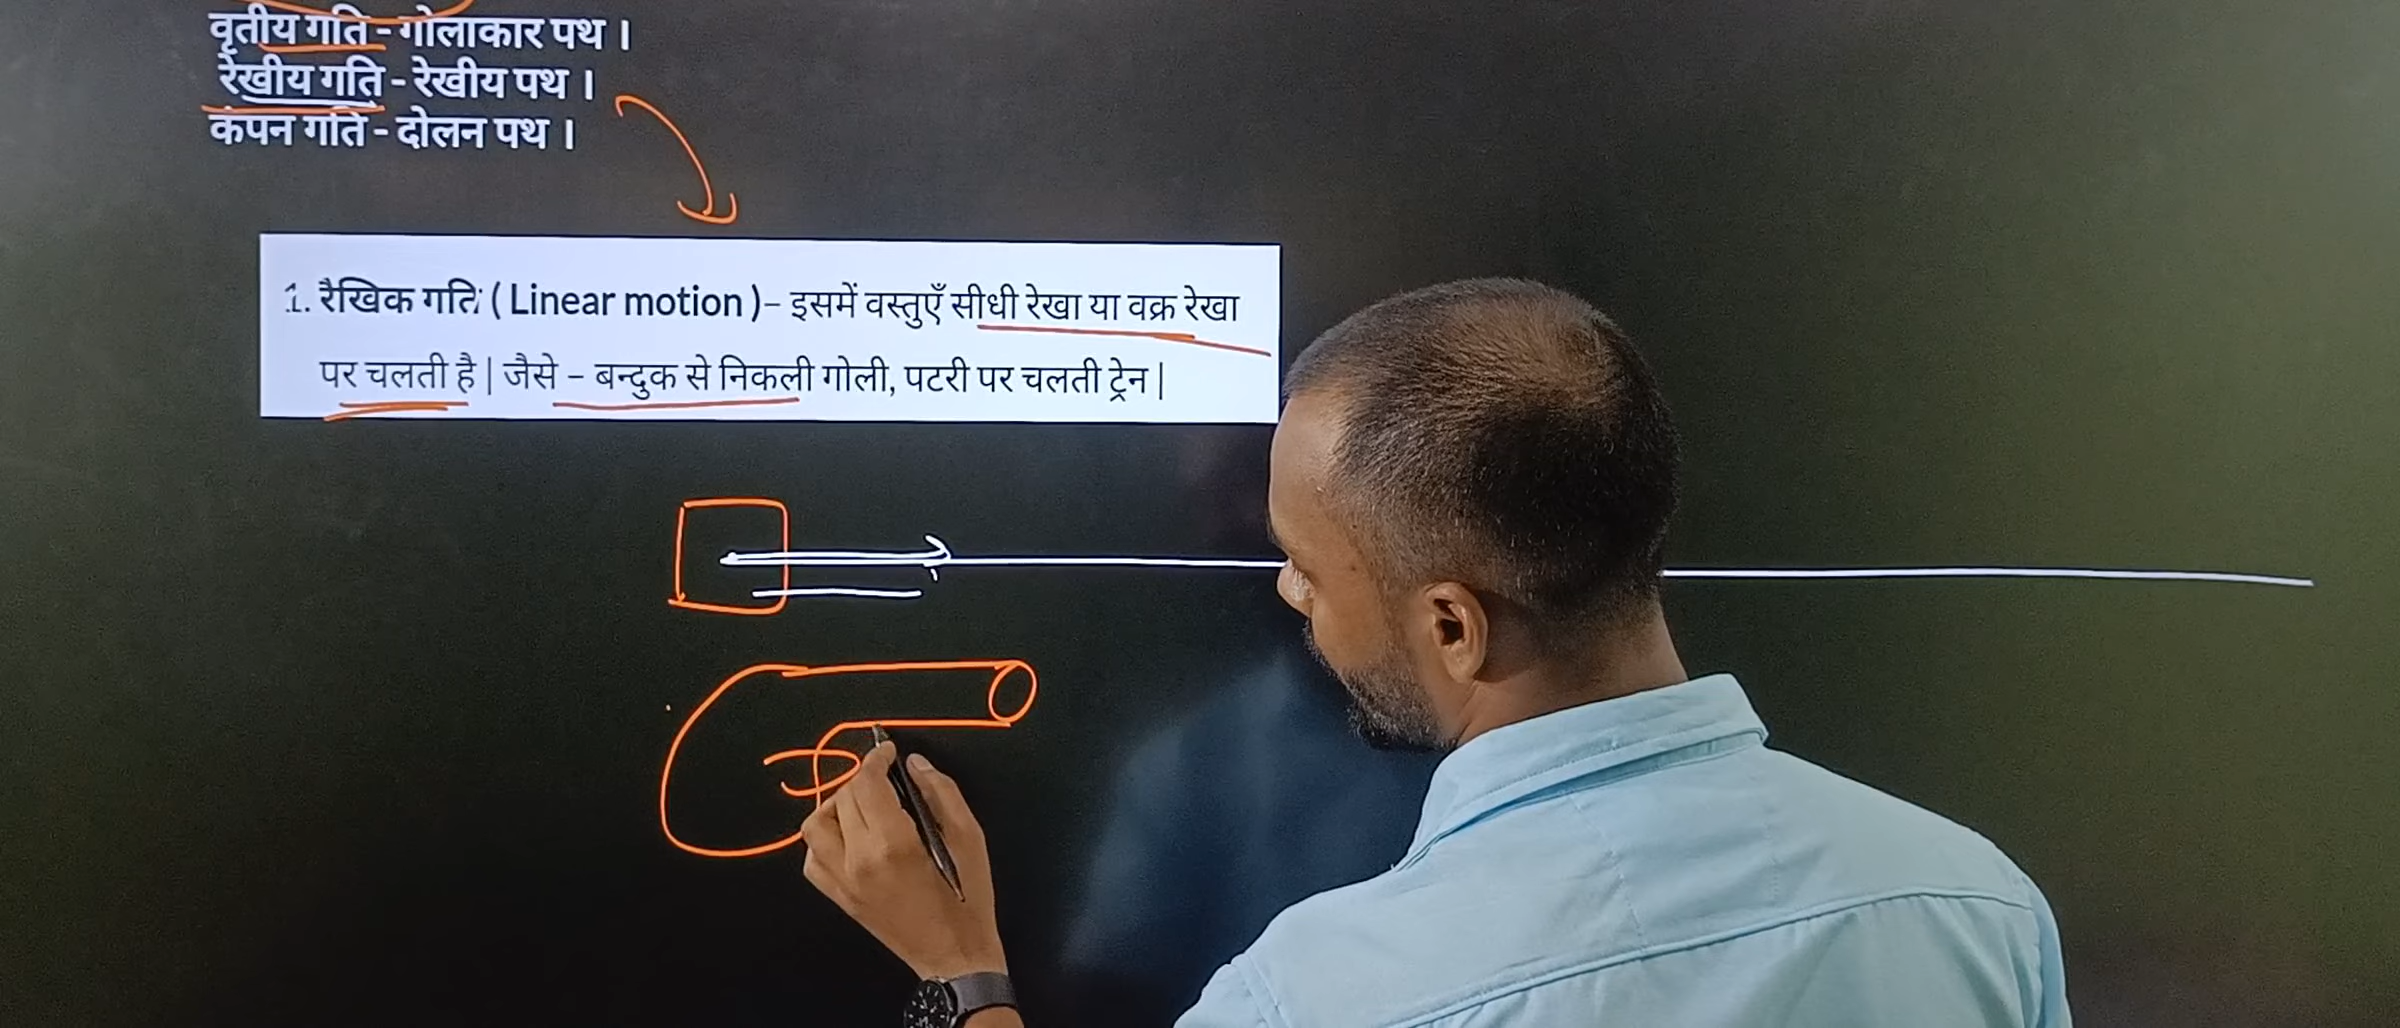 वृतीय गति - गोलाकार पथ ।
रेखीय गति - रेखीय पथ ।
कंपन गति - दोलन पथ ।
1. रैखिक गति ( Linear motion )– इसमें वस्तुएँ सीधी रेखा या वक्र रेखा
पर चलती है | जैसे – बन्दुक से निकली गोली, पटरी पर चलती ट्रेन |